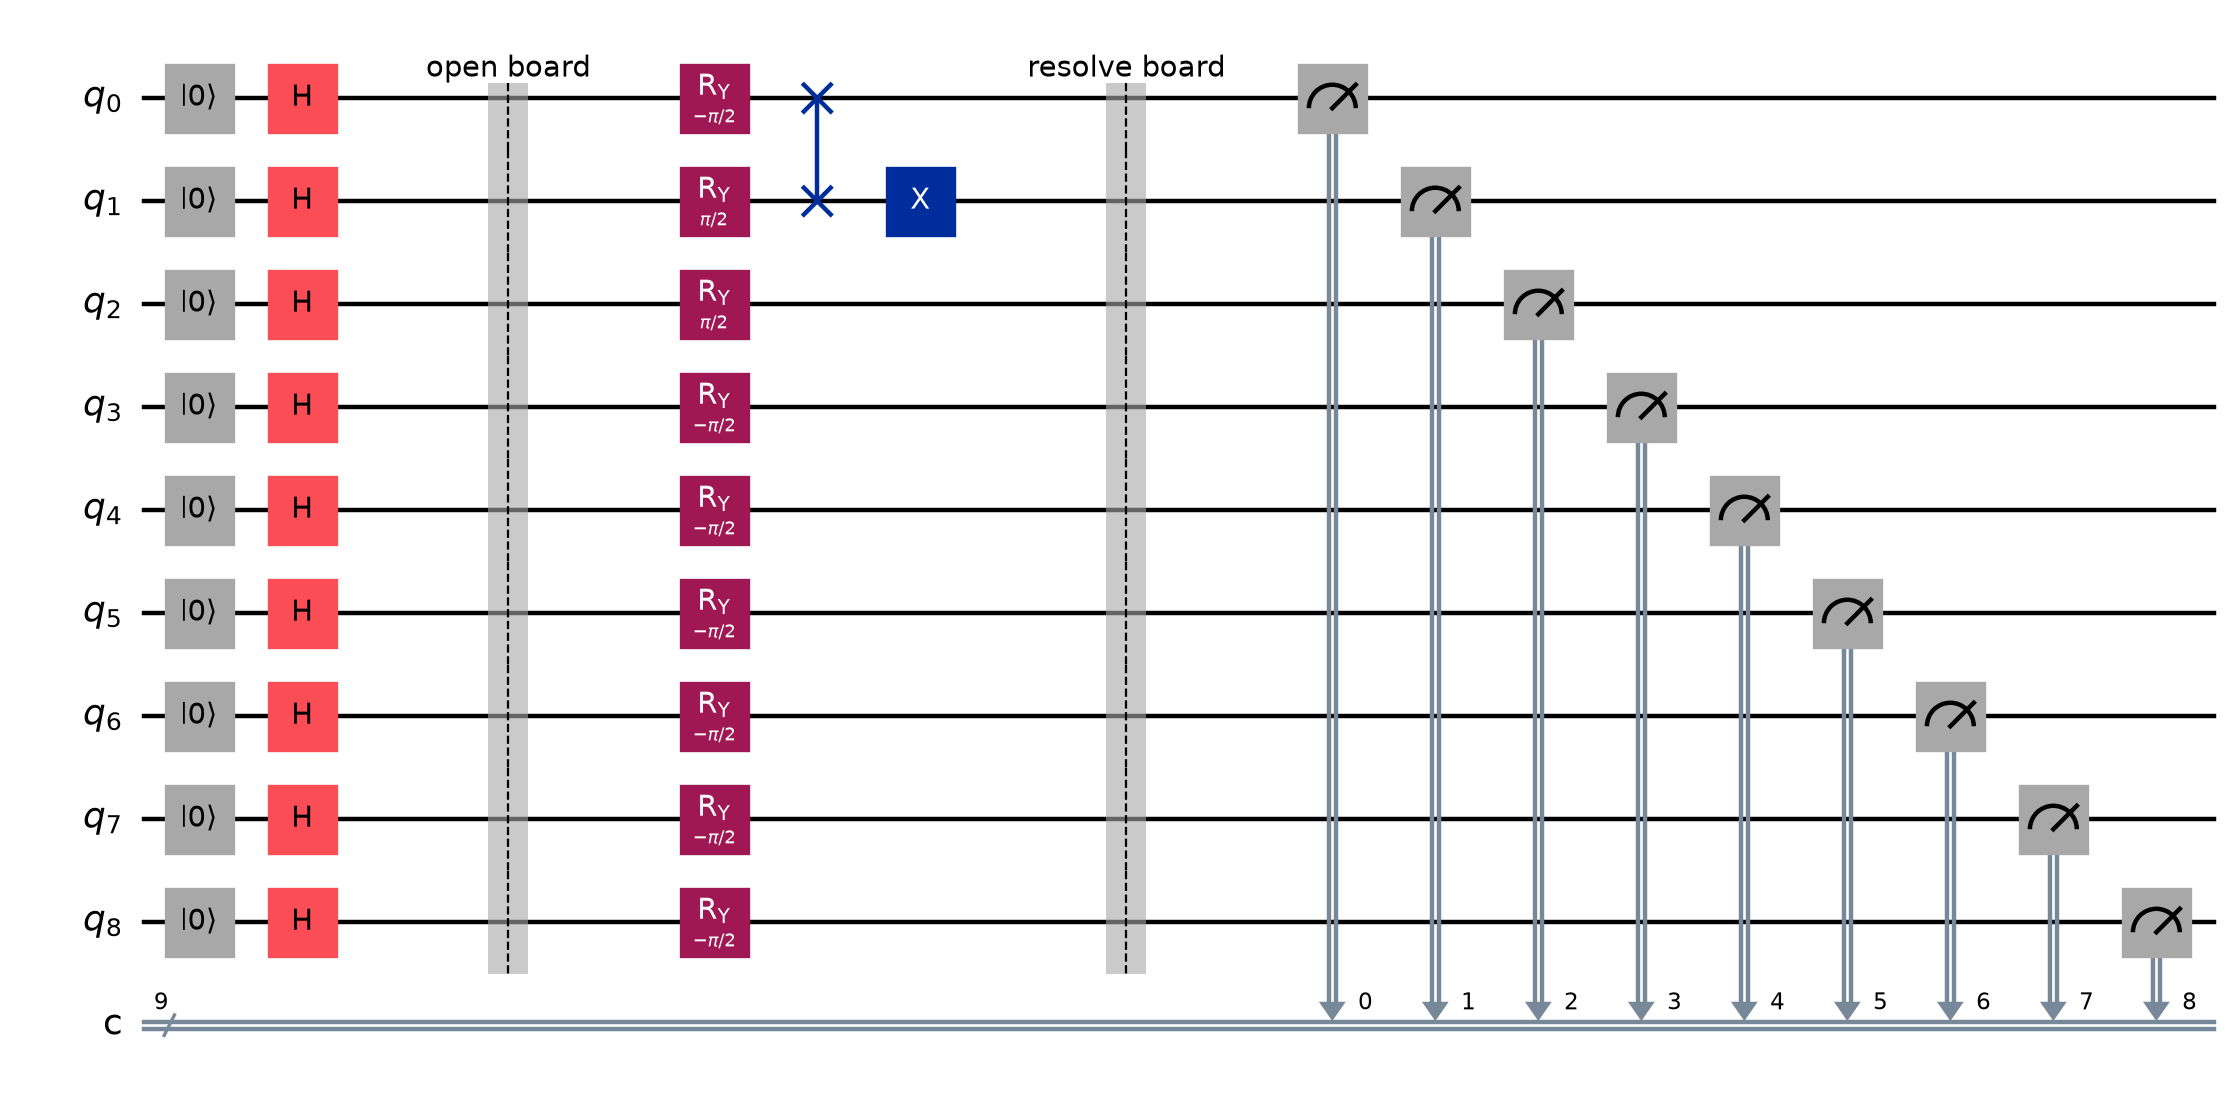 open board resolve board
q0 |0⟩ H RY −π/2
q1 |0⟩ H RY π/2 X
q2 |0⟩ H RY π/2
q3 |0⟩ H RY −π/2
q4 |0⟩ H RY −π/2
q5 |0⟩ H RY −π/2
q6 |0⟩ H RY −π/2
q7 |0⟩ H RY −π/2
q8 |0⟩ H RY −π/2
9 0 1 2 3 4 5 6 7 8
c